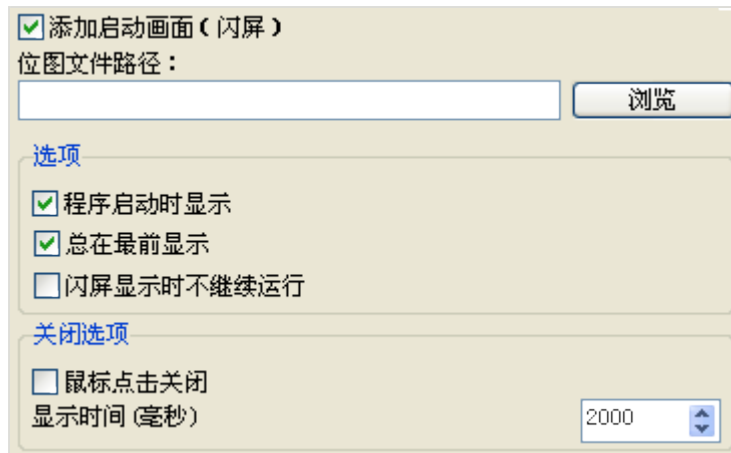 添加启动画面(闪屏)
位图文件路径：
浏览
选项
程序启动时显示
总在最前显示
闪屏显示时不继续运行
关闭选项
鼠标点击关闭
显示时间(毫秒)
2000